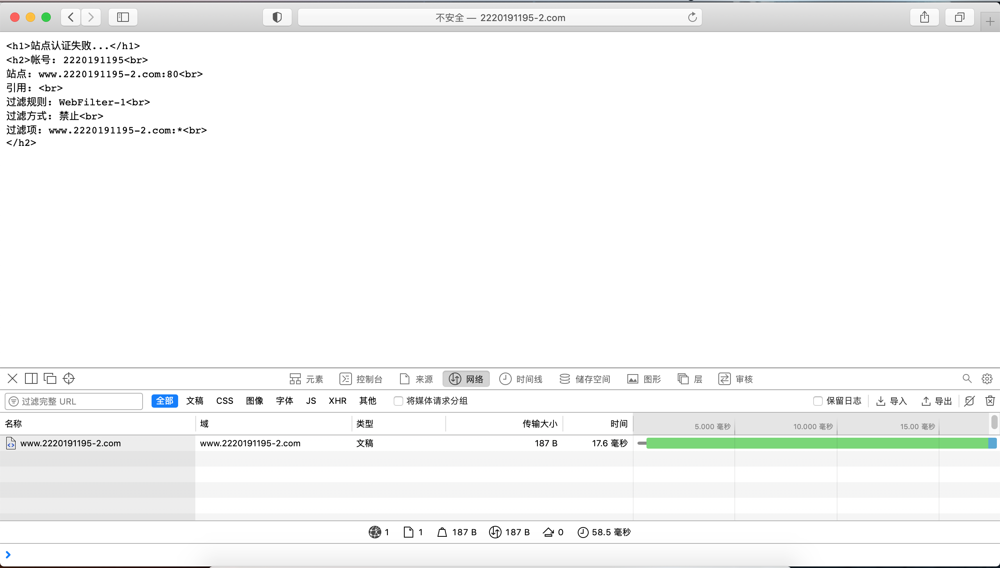 不安全 — 2220191195-2.com
<h1>站点认证失败...</h1>
<h2>帐号: 2220191195<br>
站点: www.2220191195-2.com:80<br>
引用: <br>
过滤规则: WebFilter-1<br>
过滤方式: 禁止<br>
过滤项: www.2220191195-2.com:*<br>
</h2>
元素 控制台 来源 网络 时间线 储存空间 图形 层 审核
过滤完整 URL 全部 文稿 CSS 图像 字体 JS XHR 其他 将媒体请求分组 保留日志 导入 导出
名称 域 类型 传输大小 时间 5.000 毫秒 10.000 毫秒 15.00 毫秒
www.2220191195-2.com www.2220191195-2.com 文稿 187 B 17.6 毫秒
1 1 187 B 187 B 0 58.5 毫秒